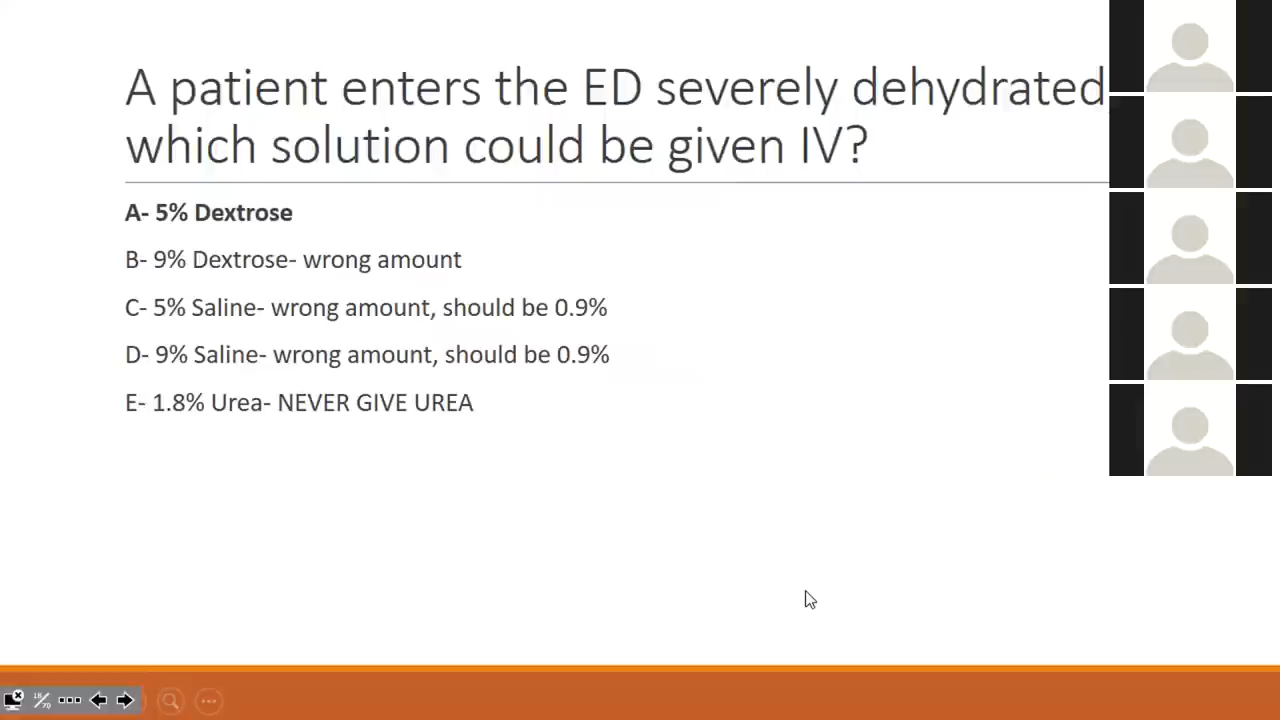 A patient enters the ED severely dehydrated
which solution could be given IV?
A- 5% Dextrose
B- 9% Dextrose- wrong amount
C- 5% Saline- wrong amount, should be 0.9%
D- 9% Saline- wrong amount, should be 0.9%
E- 1.8% Urea- NEVER GIVE UREA
18/70